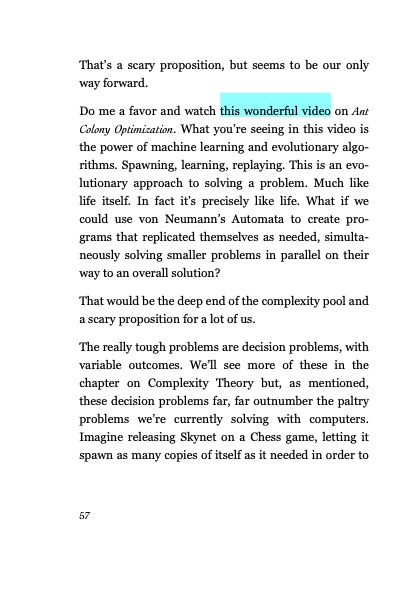 That’s a scary proposition, but seems to be our only
way forward.
Do me a favor and watch this wonderful video on Ant
Colony Optimization. What you’re seeing in this video is
the power of machine learning and evolutionary algo-
rithms. Spawning, learning, replaying. This is an evo-
lutionary approach to solving a problem. Much like
life itself. In fact it’s precisely like life. What if we
could use von Neumann’s Automata to create pro-
grams that replicated themselves as needed, simulta-
neously solving smaller problems in parallel on their
way to an overall solution?
That would be the deep end of the complexity pool and
a scary proposition for a lot of us.
The really tough problems are decision problems, with
variable outcomes. We’ll see more of these in the
chapter on Complexity Theory but, as mentioned,
these decision problems far, far outnumber the paltry
problems we’re currently solving with computers.
Imagine releasing Skynet on a Chess game, letting it
spawn as many copies of itself as it needed in order to
57